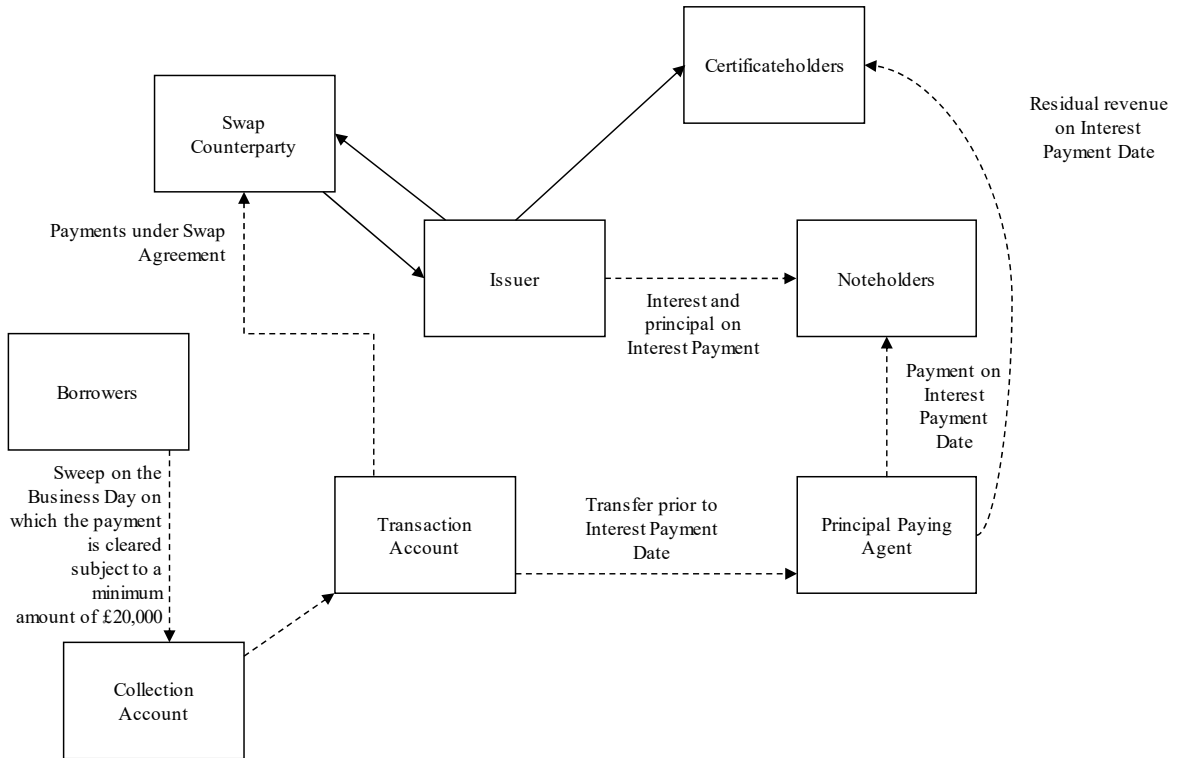 Certificateholders
Residual revenue
on Interest
Payment Date
Swap
Counterparty
Payments under Swap
Agreement
Issuer
Noteholders
Interest and
principal on
Interest Payment
Borrowers
Payment on
Interest
Payment
Date
Sweep on the
Business Day on
which the payment
is cleared
subject to a
minimum
amount of £20,000
Transaction
Account
Transfer prior to
Interest Payment
Date
Principal Paying
Agent
Collection
Account